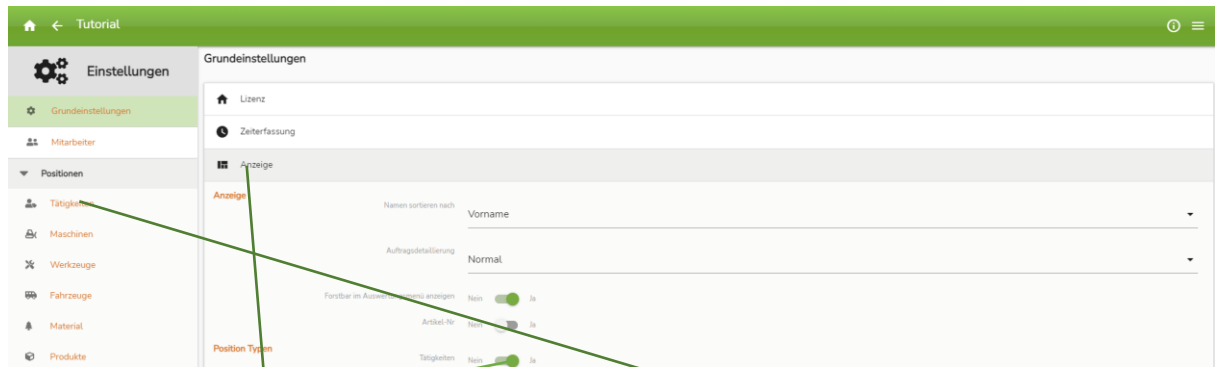 Tutorial
Einstellungen
Grundeinstellungen
Mitarbeiter
Positionen
Tätigkeiten
Maschinen
Werkzeuge
Fahrzeuge
Material
Produkte
Grundeinstellungen
Lizenz
Zeiterfassung
Anzeige
Anzeige
Namen sortieren nach Vorname
Auftragsdetaillierung Normal
Forstbar im Auswertungsmenü anzeigen Nein Ja
Artikel-Nr Nein Ja
Position Typen
Tätigkeiten Nein Ja